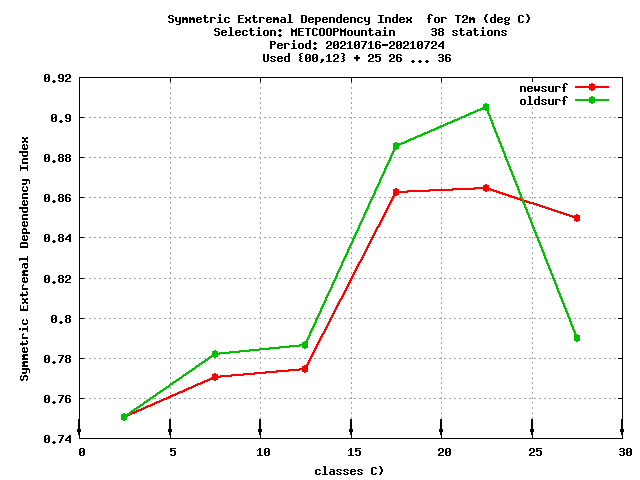 Symmetric Extremal Dependency Index  for T2m (deg C)
Selection: METCOOPMountain     38 stations
Period: 20210716-20210724
Used {00,12} + 25 26 ... 36
newsurf
oldsurf
Symmetric Extremal Dependency Index
0.92
0.9
0.88
0.86
0.84
0.82
0.8
0.78
0.76
0.74
0 5 10 15 20 25 30
classes C)